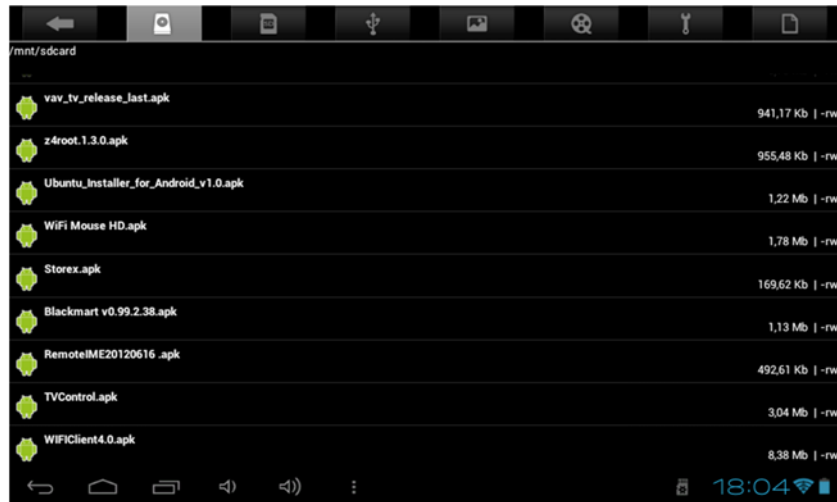 /mnt/sdcard
vav_tv_release_last.apk
941,17 Kb | -rw
z4root.1.3.0.apk
955,48 Kb | -rw
Ubuntu_Installer_for_Android_v1.0.apk
1,22 Mb | -rw
WiFi Mouse HD.apk
1,78 Mb | -rw
Storex.apk
169,62 Kb | -rw
Blackmart v0.99.2.38.apk
1,13 Mb | -rw
RemoteIME20120616 .apk
492,61 Kb | -rw
TVControl.apk
3,04 Mb | -rw
WIFIClient4.0.apk
8,38 Mb | -rw
18:04